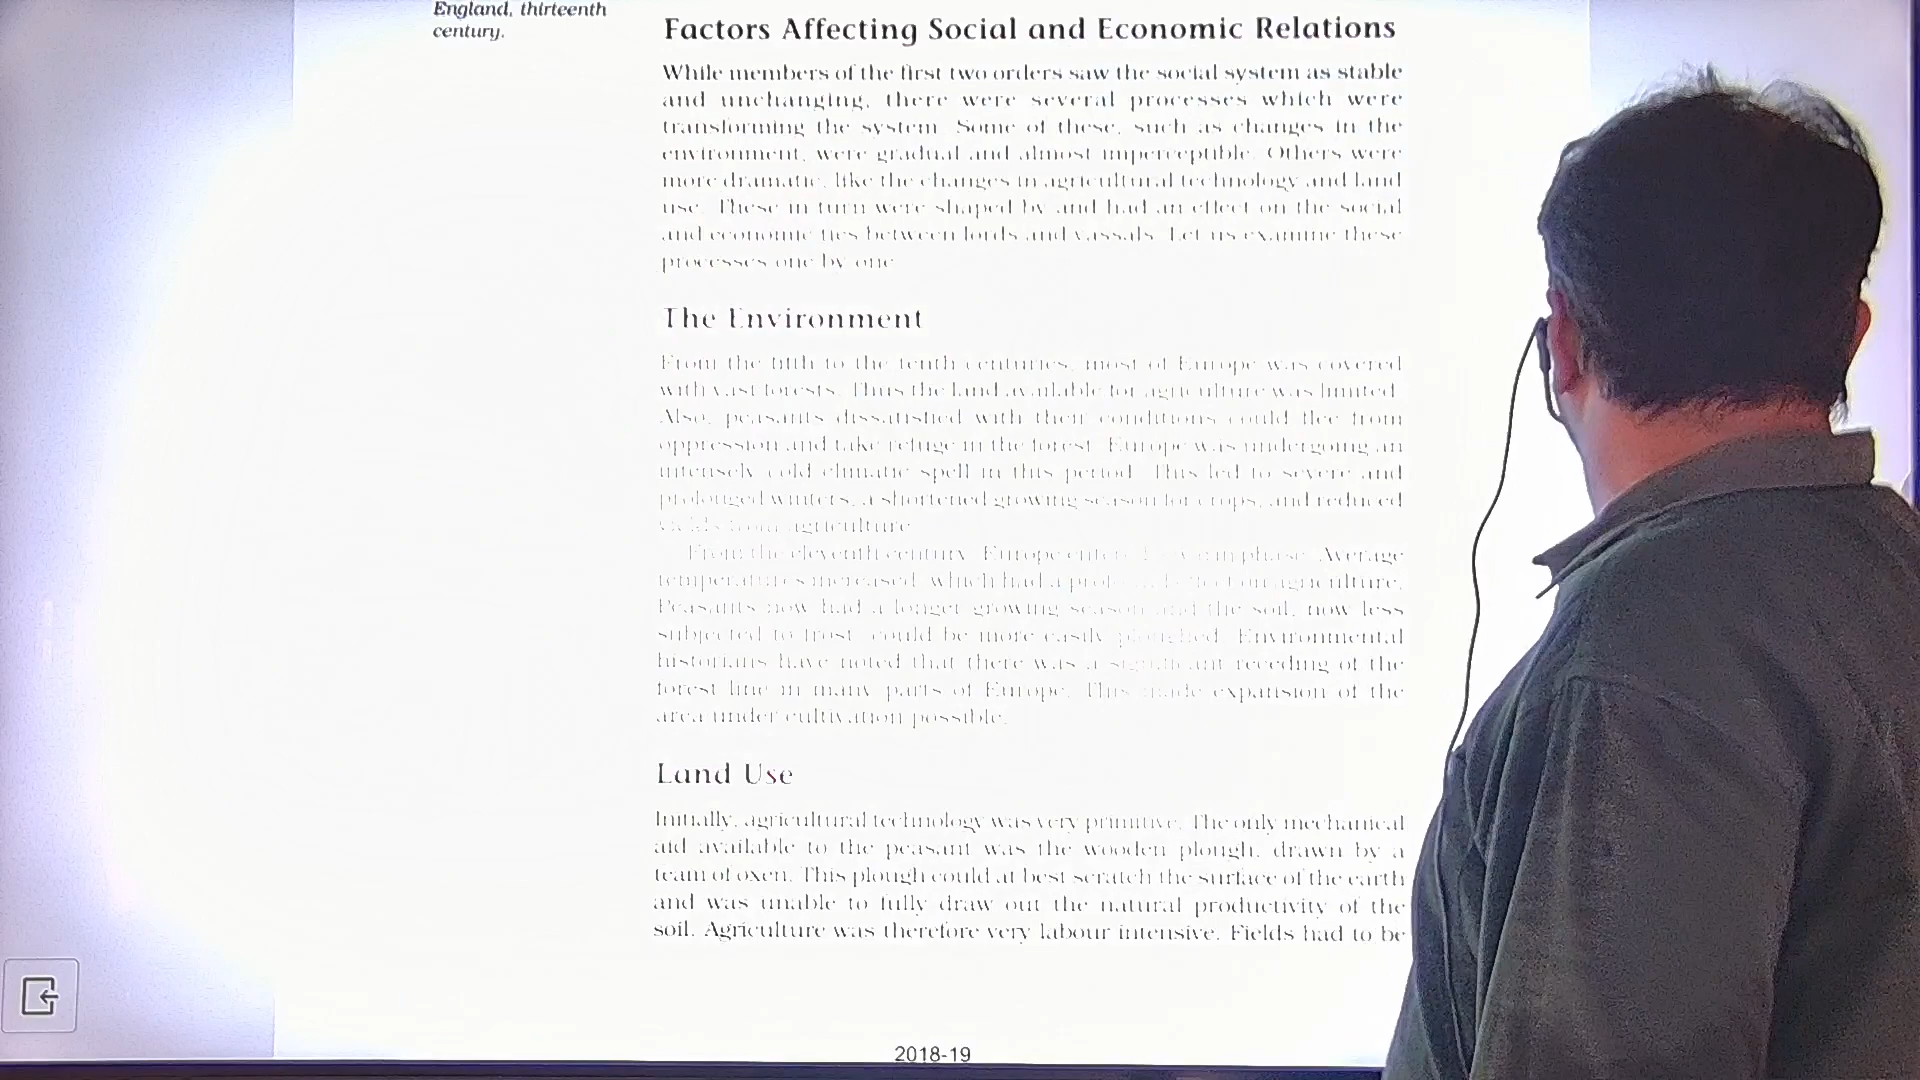 England, thirteenth
century.
Factors Affecting Social and Economic Relations
While members of the first two orders saw the social system as stable
and unchanging, there were several processes which were
transforming the system. Some of these, such as changes in the
environment, were gradual and almost imperceptible. Others were
more dramatic, like the changes in agricultural technology and land
use. These in turn were shaped by and had an effect on the social
and economic ties between lords and vassals. Let us examine these
processes one by one.
The Environment
From the fifth to the tenth centuries, most of Europe was covered
with vast forests. Thus the land available for agriculture was limited.
Also, peasants dissatisfied with their conditions could flee from
oppression and take refuge in the forest. Europe was undergoing an
intensely cold climatic spell in this period. This led to severe and
prolonged winters, a shortened growing season for crops, and reduced
yields from agriculture.
From the eleventh century, Europe entered a warm phase. Average
temperatures increased, which had a profound effect on agriculture.
Peasants now had a longer growing season and the soil, now less
subjected to frost, could be more easily ploughed. Environmental
historians have noted that there was a significant receding of the
forest line in many parts of Europe. This made expansion of the
area under cultivation possible.
Land Use
Initially, agricultural technology was very primitive. The only mechanical
aid available to the peasant was the wooden plough, drawn by a
team of oxen. This plough could at best scratch the surface of the earth
and was unable to fully draw out the natural productivity of the
soil. Agriculture was therefore very labour intensive. Fields had to be
2018-19